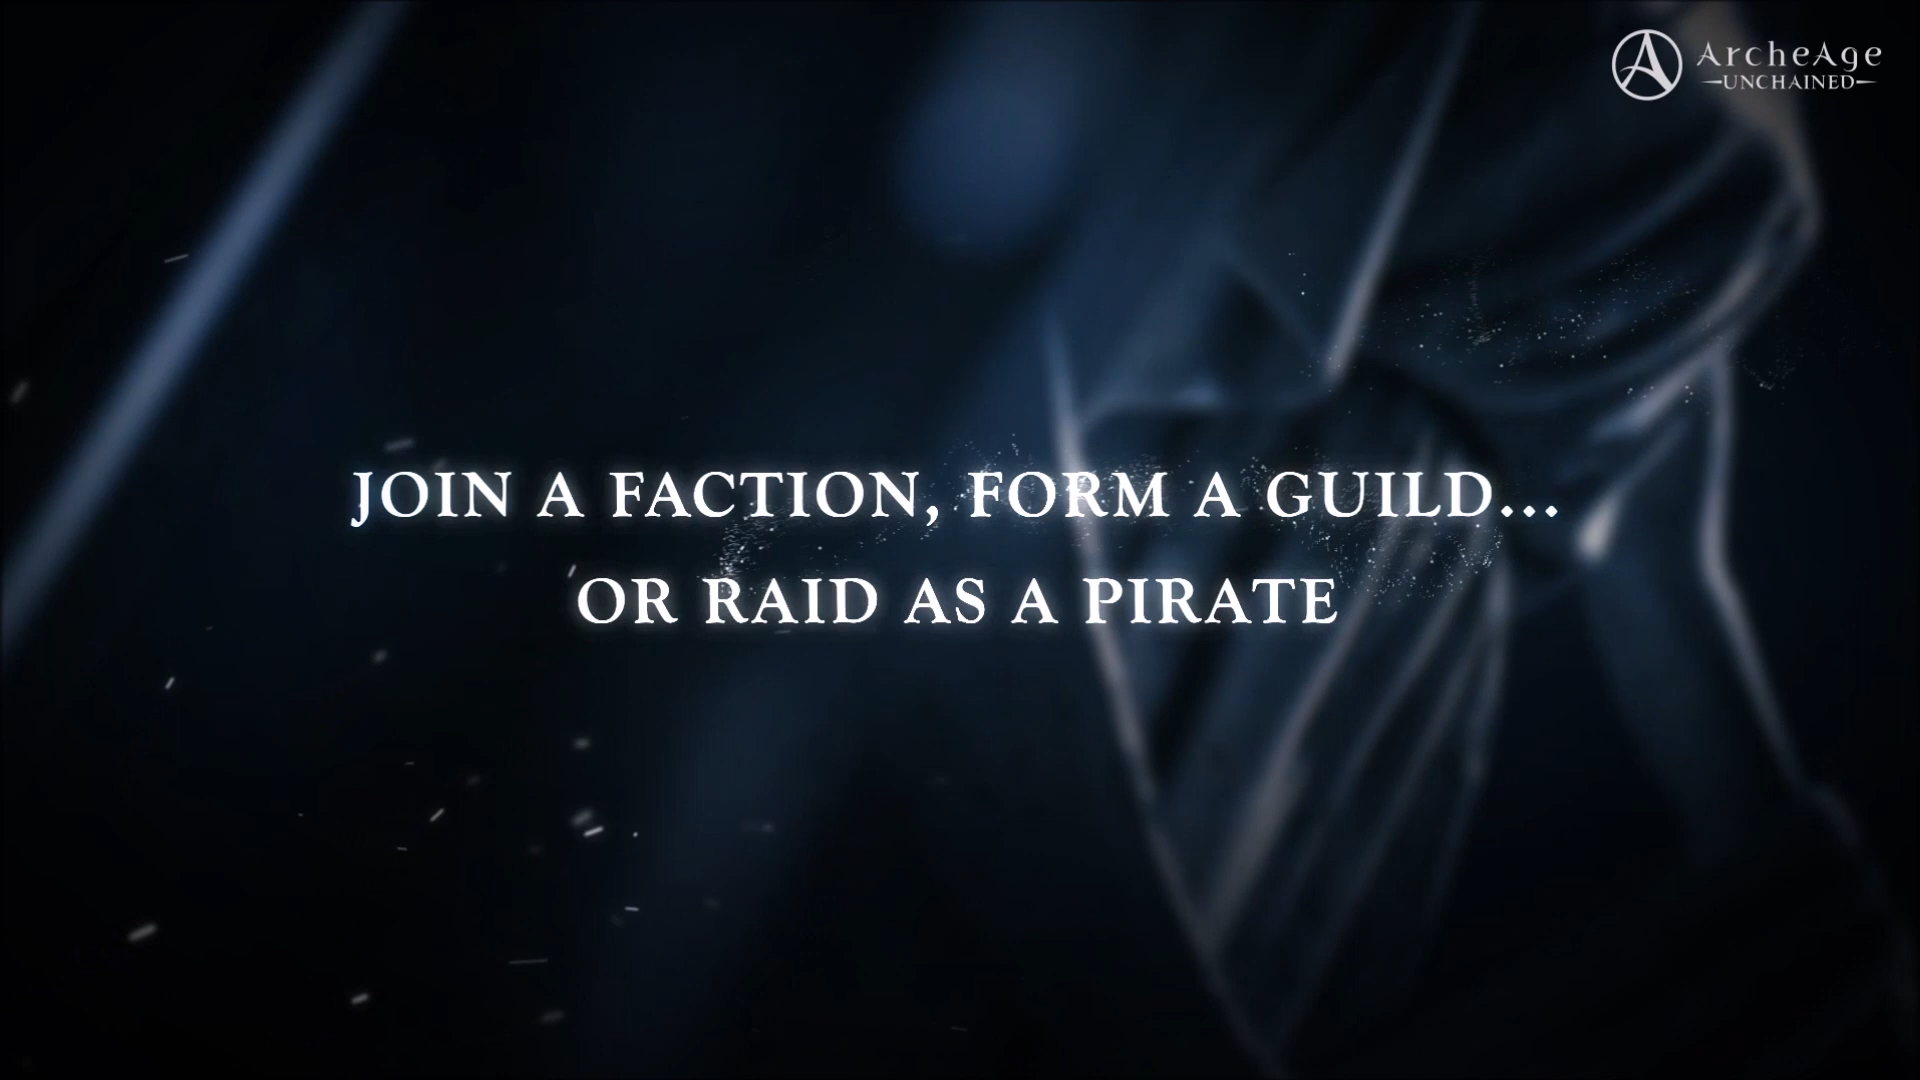 ArcheAge
UNCHAINED
JOIN A FACTION, FORM A GUILD...
OR RAID AS A PIRATE